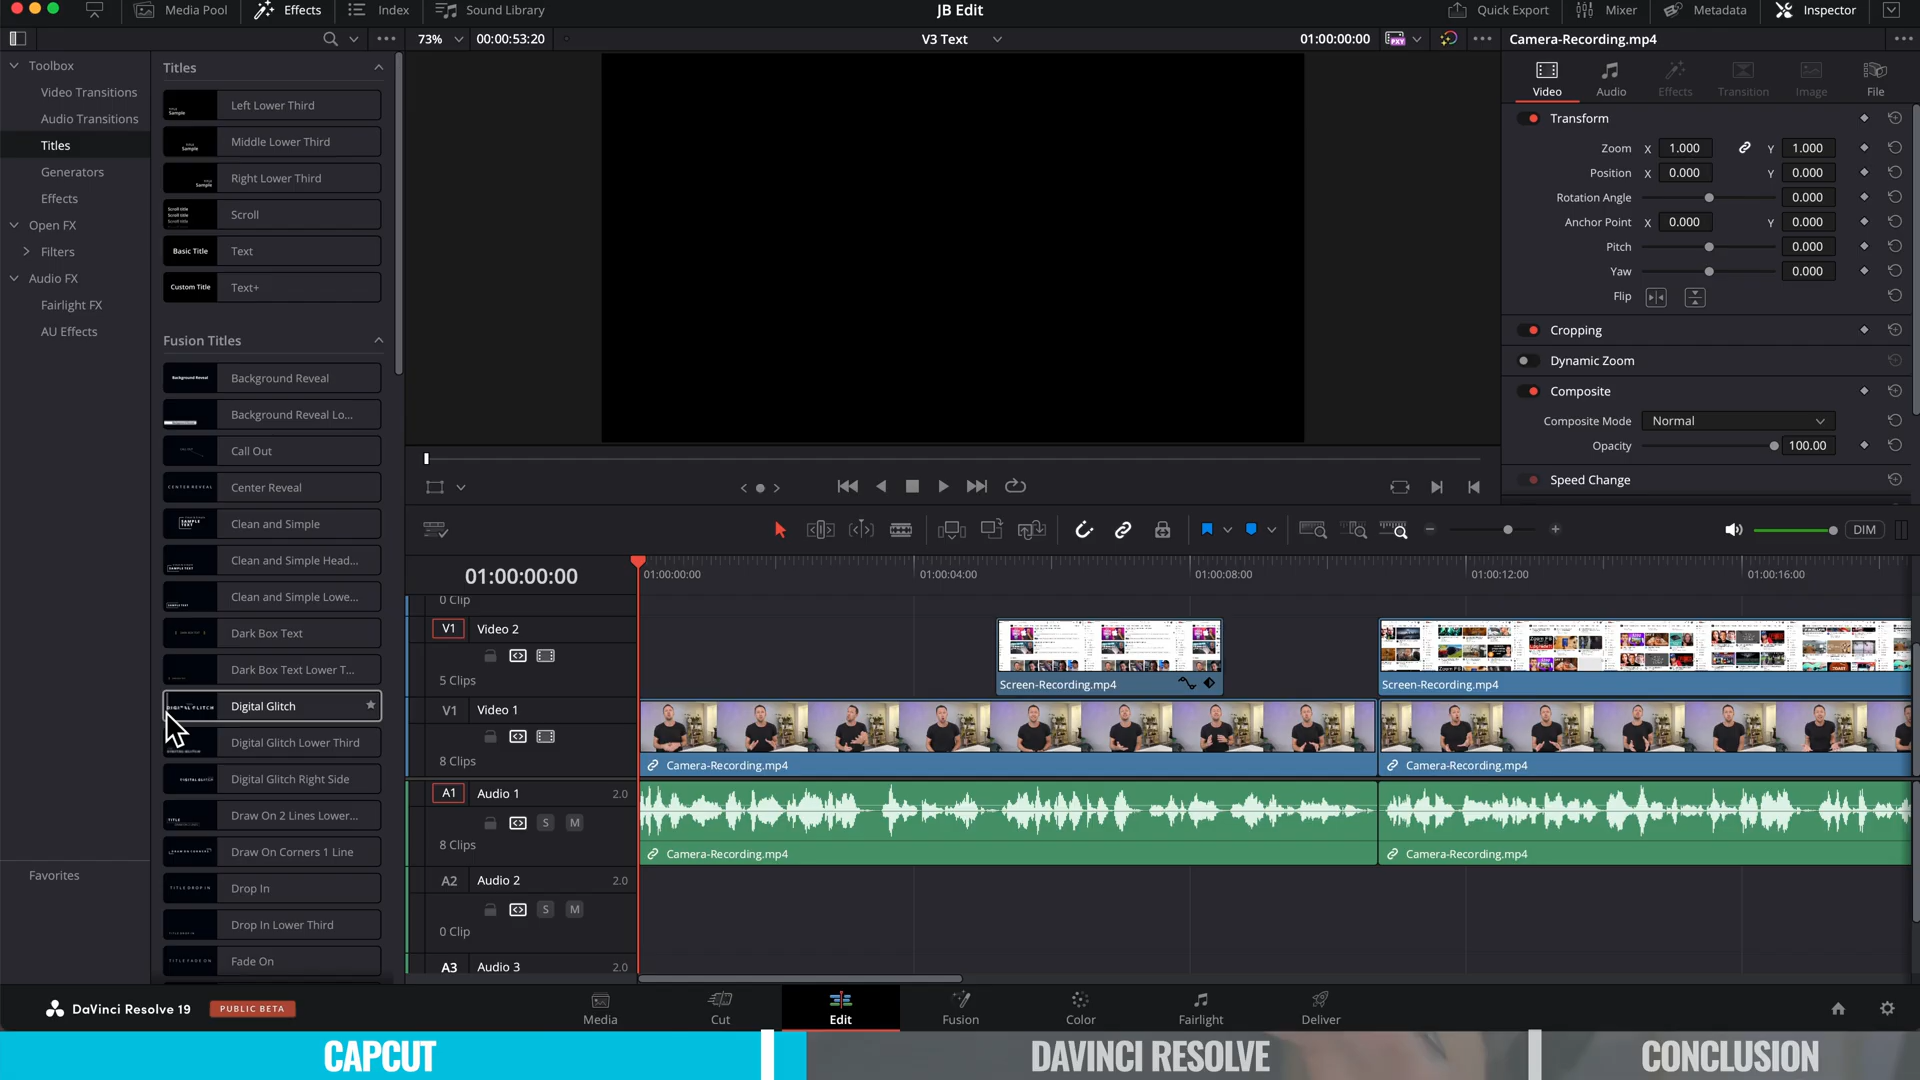 Media Pool
Effects
Index
Sound Library
JB Edit
Quick Export
Mixer
Metadata
Inspector
73%
00:00:53:20
V3 Text
01:00:00:00
Camera-Recording.mp4
Toolbox
Video Transitions
Audio Transitions
Titles
Generators
Effects
Open FX
Filters
Audio FX
Fairlight FX
AU Effects
Favorites
Titles
Left Lower Third
Middle Lower Third
Right Lower Third
Scroll
Basic Title
Text
Custom Title
Text+
Fusion Titles
Background Reveal
Background Reveal Lo...
Call Out
Center Reveal
Clean and Simple
Clean and Simple Head...
Clean and Simple Lowe...
Dark Box Text
Dark Box Text Lower T...
Digital Glitch
Digital Glitch Lower Third
Digital Glitch Right Side
Draw On 2 Lines Lower...
Draw On Corners 1 Line
Drop In
Drop In Lower Third
Fade On
Video
Audio
Effects
Transition
Image
File
Transform
Zoom X 1.000 Y 1.000
Position X 0.000 Y 0.000
Rotation Angle 0.000
Anchor Point X 0.000 Y 0.000
Pitch 0.000
Yaw 0.000
Flip
Cropping
Dynamic Zoom
Composite
Composite Mode Normal
Opacity 100.00
Speed Change
DIM
01:00:00:00
01:00:00:00
01:00:04:00
01:00:08:00
01:00:12:00
01:00:16:00
0 Clip
V1 Video 2
5 Clips
Screen-Recording.mp4
Screen-Recording.mp4
V1 Video 1
8 Clips
Camera-Recording.mp4
Camera-Recording.mp4
A1 Audio 1 2.0
S M
8 Clips
Camera-Recording.mp4
Camera-Recording.mp4
A2 Audio 2 2.0
S M
0 Clip
A3 Audio 3 2.0
DaVinci Resolve 19
PUBLIC BETA
Media
Cut
Edit
Fusion
Color
Fairlight
Deliver
CAPCUT
DAVINCI RESOLVE
CONCLUSION